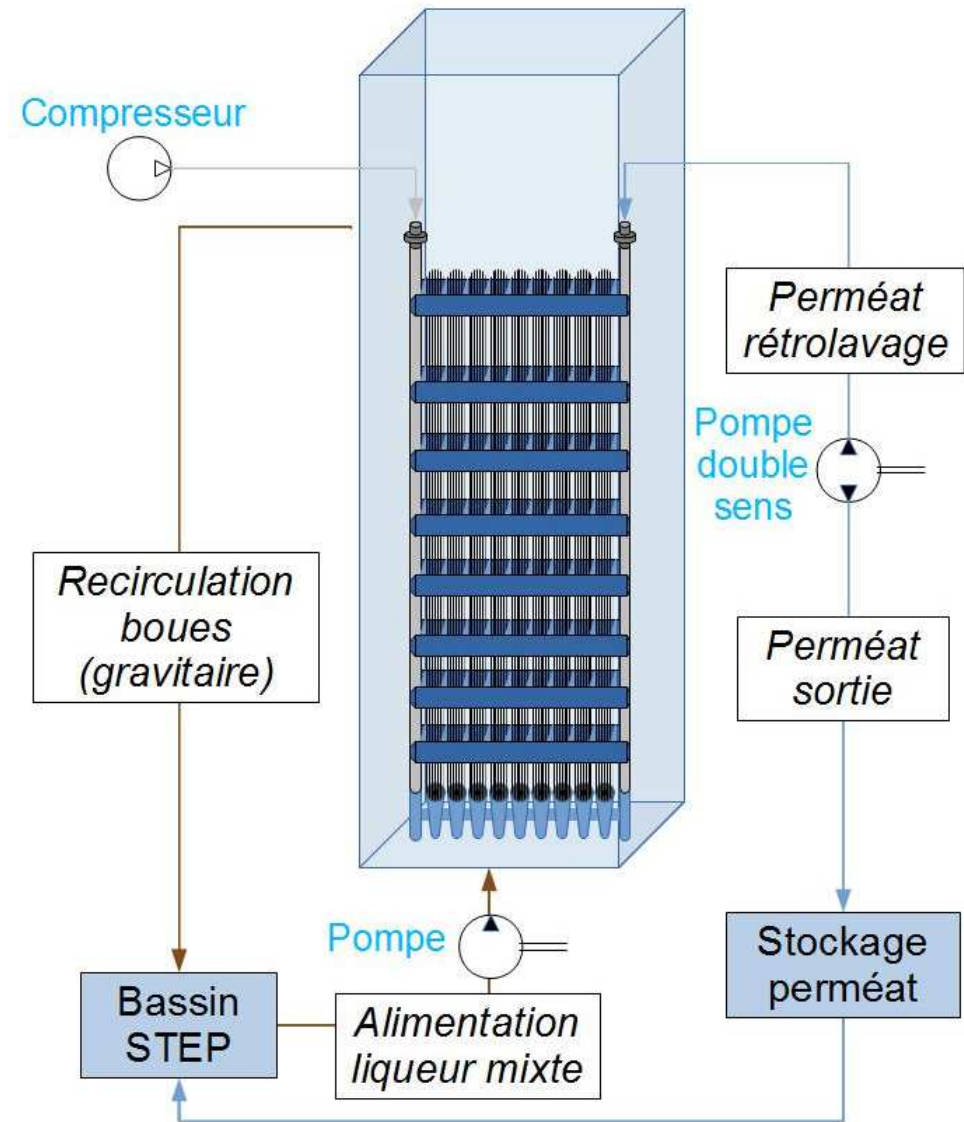 Compresseur
Perméat
rétrolavage
Pompe
double
sens
Recirculation
boues
(gravitaire)
Perméat
sortie
Pompe
Stockage
perméat
Bassin
STEP
Alimentation
liqueur mixte